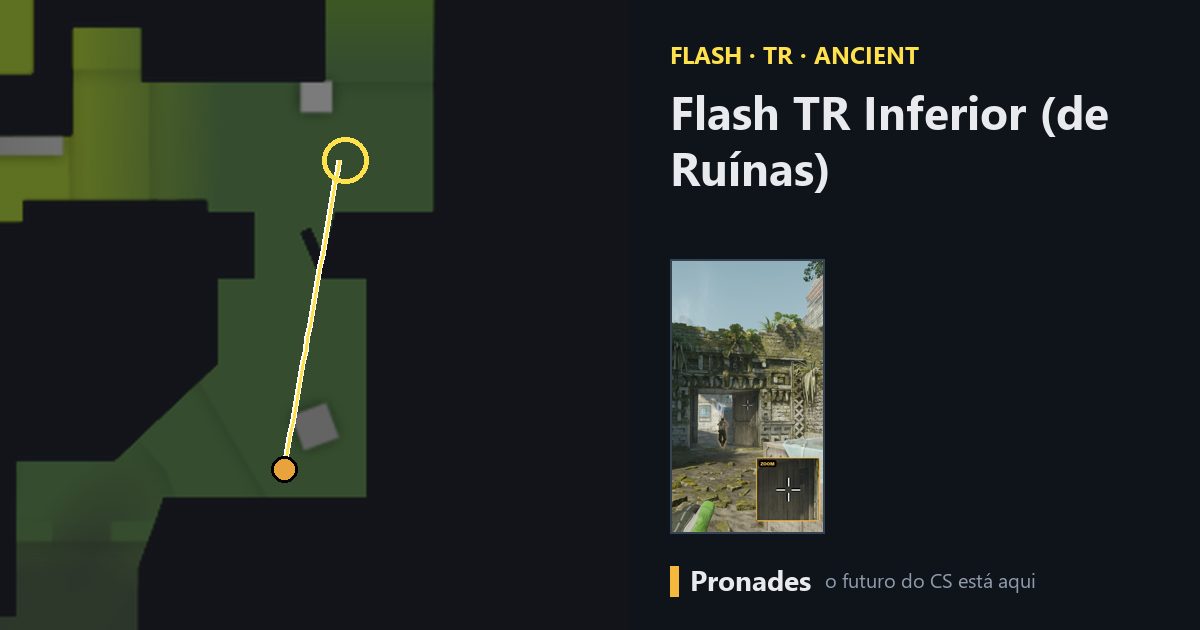 FLASH · TR · ANCIENT
Flash TR Inferior (de
Ruínas)
ZOOM
Pronades o futuro do CS está aqui